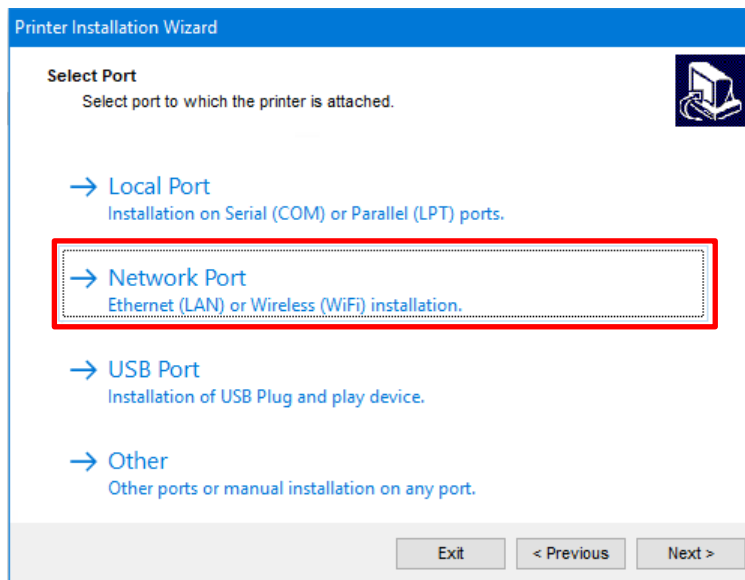 Printer Installation Wizard
Select Port
Select port to which the printer is attached.
Local Port
Installation on Serial (COM) or Parallel (LPT) ports.
Network Port
Ethernet (LAN) or Wireless (WiFi) installation.
USB Port
Installation of USB Plug and play device.
Other
Other ports or manual installation on any port.
Exit < Previous Next >